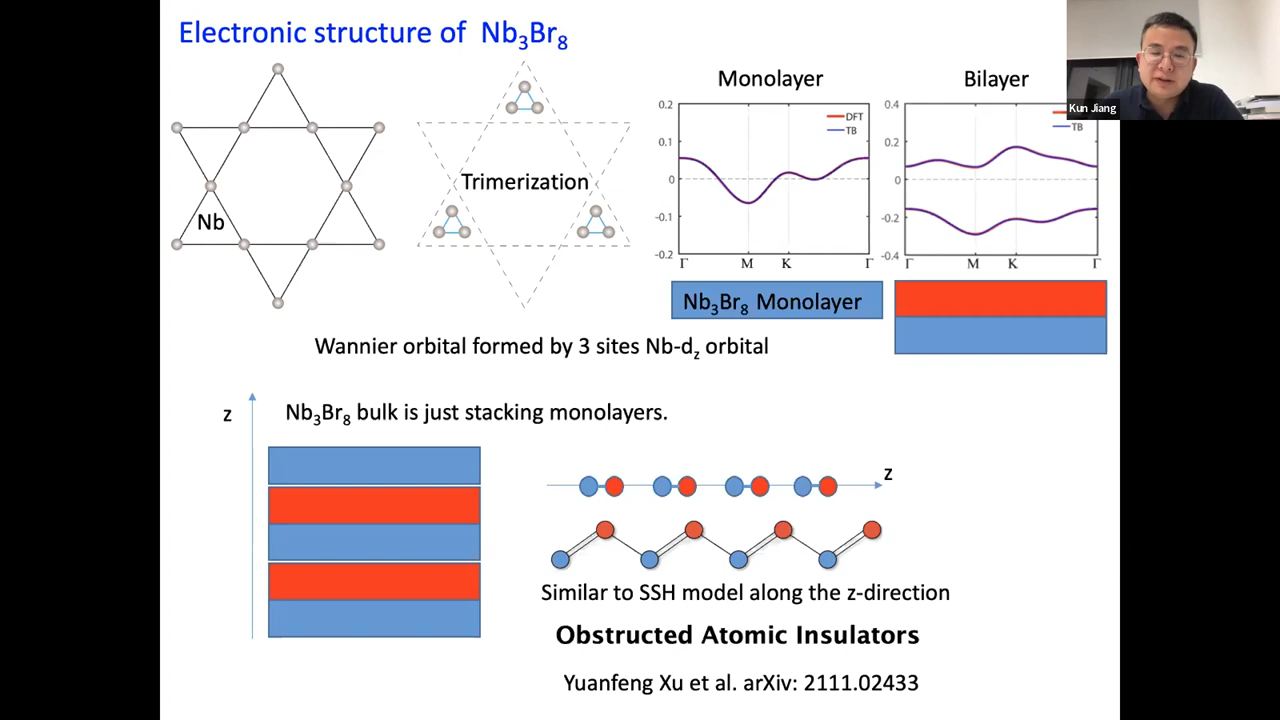 Electronic structure of Nb3Br8
Kun Jiang
Monolayer
Bilayer
Nb
Trimerization
0.2
0.1
0
-0.1
-0.2
DFT
TB
Γ M K Γ
0.4
0.2
0
-0.2
-0.4
TB
Γ M K Γ
Nb3Br8 Monolayer
Wannier orbital formed by 3 sites Nb-dz orbital
z
Nb3Br8 bulk is just stacking monolayers.
z
Similar to SSH model along the z-direction
Obstructed Atomic Insulators
Yuanfeng Xu et al. arXiv: 2111.02433